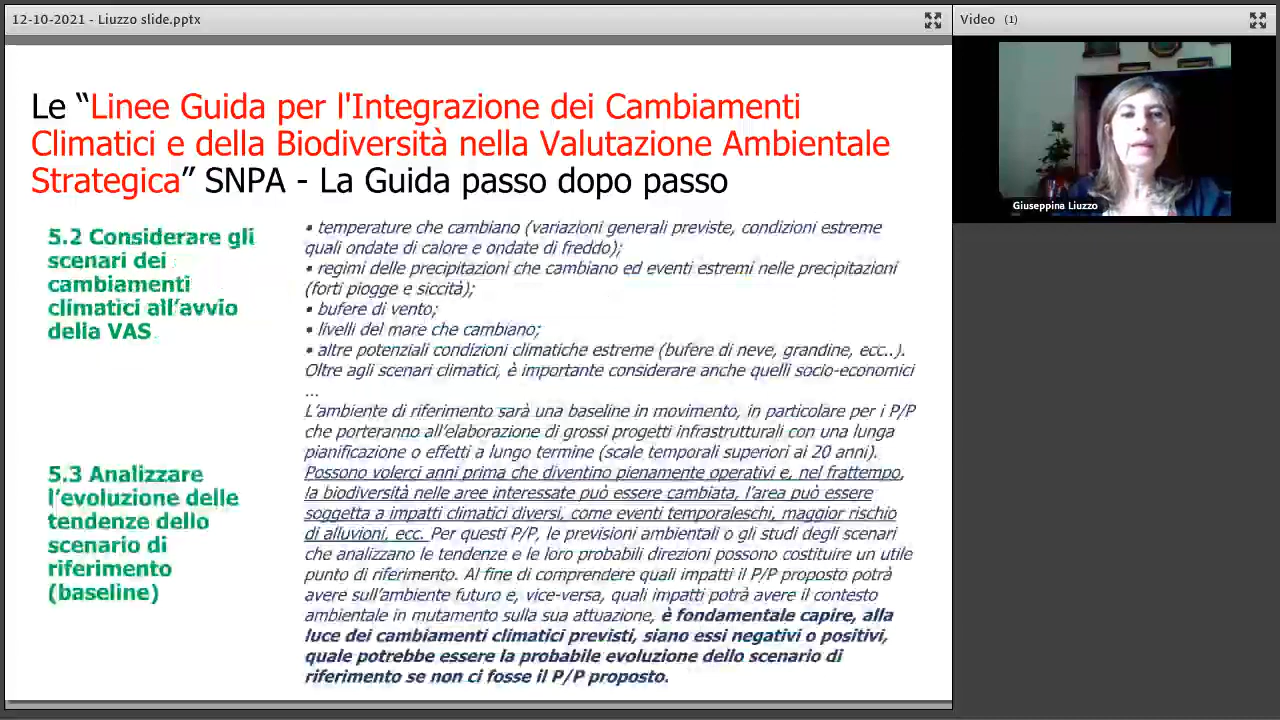 12-10-2021 - Liuzzo slide.pptx
Video (1)
Giuseppina Liuzzo
Le “Linee Guida per l'Integrazione dei Cambiamenti
Climatici e della Biodiversità nella Valutazione Ambientale
Strategica” SNPA - La Guida passo dopo passo
5.2 Considerare gli
scenari dei
cambiamenti
climatici all’avvio
della VAS
• temperature che cambiano (variazioni generali previste, condizioni estreme
quali ondate di calore e ondate di freddo);
• regimi delle precipitazioni che cambiano ed eventi estremi nelle precipitazioni
(forti piogge e siccità);
• bufere di vento;
• livelli del mare che cambiano;
• altre potenziali condizioni climatiche estreme (bufere di neve, grandine, ecc..).
Oltre agli scenari climatici, è importante considerare anche quelli socio-economici
...
5.3 Analizzare
l’evoluzione delle
tendenze dello
scenario di
riferimento
(baseline)
L’ambiente di riferimento sarà una baseline in movimento, in particolare per i P/P
che porteranno all’elaborazione di grossi progetti infrastrutturali con una lunga
pianificazione o effetti a lungo termine (scale temporali superiori ai 20 anni).
Possono volerci anni prima che diventino pienamente operativi e, nel frattempo,
la biodiversità nelle aree interessate può essere cambiata, l’area può essere
soggetta a impatti climatici diversi, come eventi temporaleschi, maggior rischio
di alluvioni, ecc. Per questi P/P, le previsioni ambientali o gli studi degli scenari
che analizzano le tendenze e le loro probabili direzioni possono costituire un utile
punto di riferimento. Al fine di comprendere quali impatti il P/P proposto potrà
avere sull’ambiente futuro e, vice-versa, quali impatti potrà avere il contesto
ambientale in mutamento sulla sua attuazione, è fondamentale capire, alla
luce dei cambiamenti climatici previsti, siano essi negativi o positivi,
quale potrebbe essere la probabile evoluzione dello scenario di
riferimento se non ci fosse il P/P proposto.